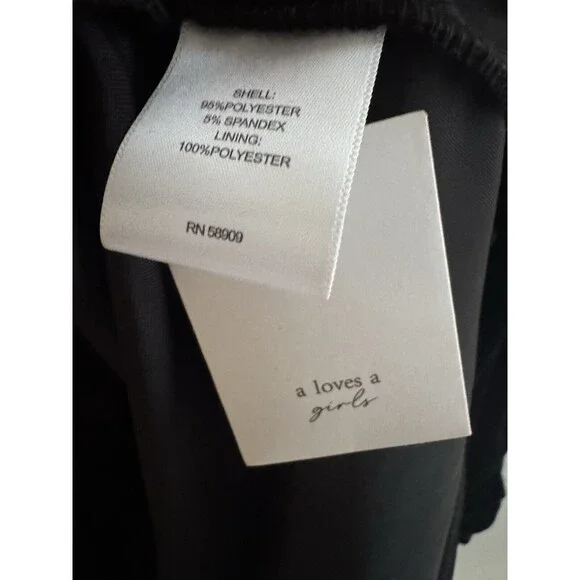 SHELL:
95%POLYESTER
5% SPANDEX
LINING:
100%POLYESTER
RN 58909
a loves a
girls